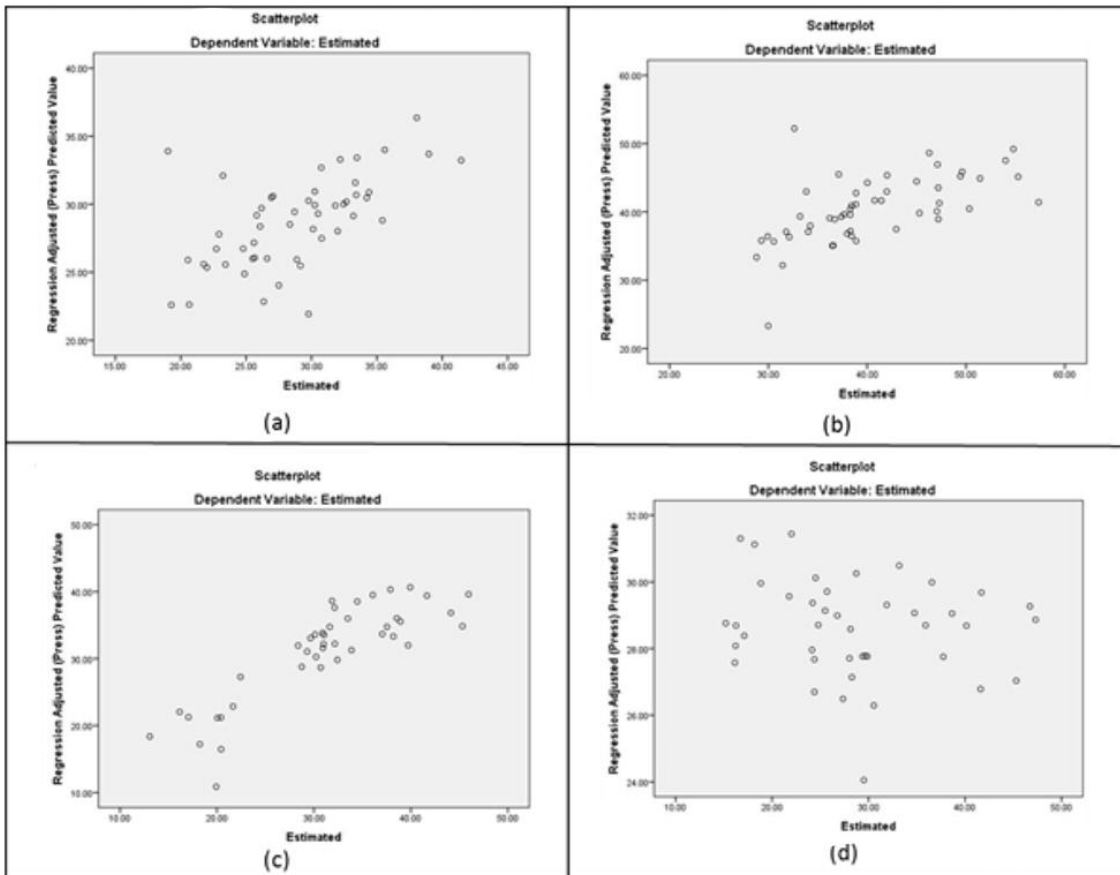 Scatterplot
Dependent Variable: Estimated
Regression Adjusted (Press) Predicted Value
40.00
35.00
30.00
25.00
20.00
15.00 20.00 25.00 30.00 35.00 40.00 45.00
Estimated
(a)
Scatterplot
Dependent Variable: Estimated
Regression Adjusted (Press) Predicted Value
60.00
50.00
40.00
30.00
20.00
20.00 30.00 40.00 50.00 60.00
Estimated
(b)
Scatterplot
Dependent Variable: Estimated
Regression Adjusted (Press) Predicted Value
50.00
40.00
30.00
20.00
10.00
10.00 20.00 30.00 40.00 50.00
Estimated
(c)
Scatterplot
Dependent Variable: Estimated
Regression Adjusted (Press) Predicted Value
32.00
30.00
28.00
26.00
24.00
10.00 20.00 30.00 40.00 50.00
Estimated
(d)